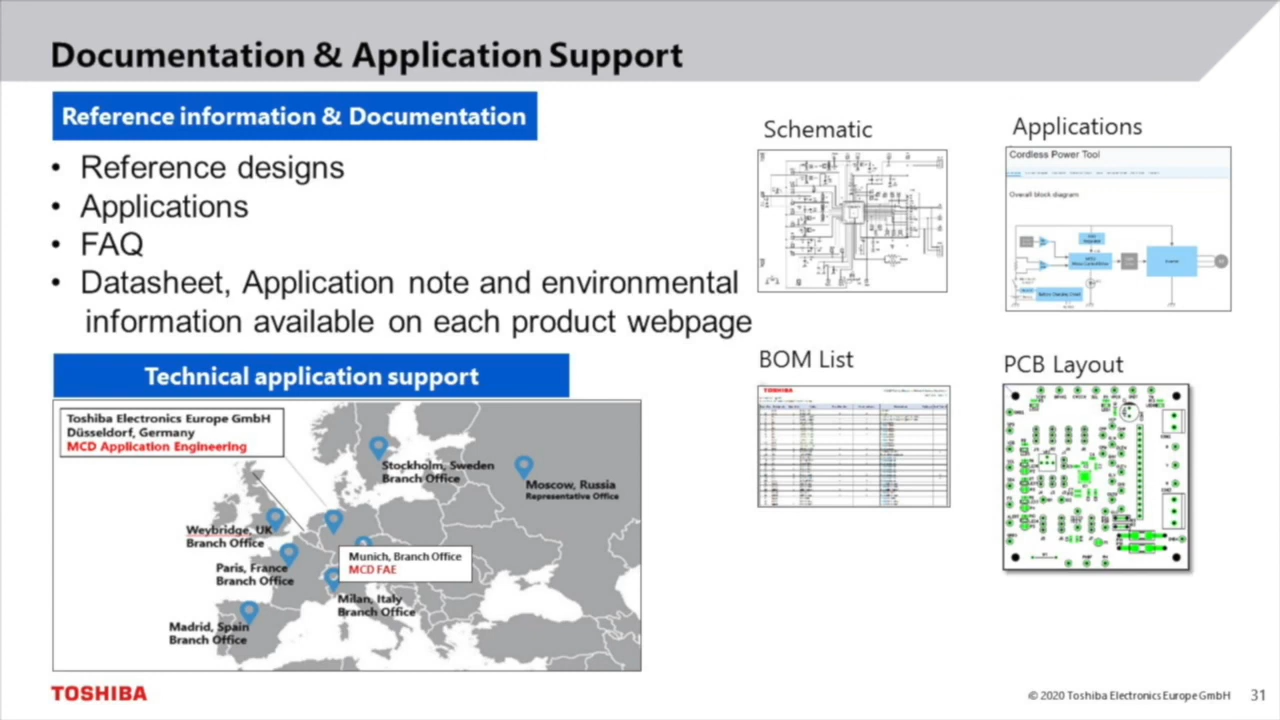 Documentation & Application Support
Reference information & Documentation
• Reference designs
• Applications
• FAQ
• Datasheet, Application note and environmental
information available on each product webpage
Technical application support
Toshiba Electronics Europe GmbH
Düsseldorf, Germany
MCD Application Engineering
Stockholm, Sweden
Branch Office
Moscow, Russia
Representative Office
Weybridge, UK
Branch Office
Paris, France
Branch Office
Munich, Branch Office
MCD FAE
Milan, Italy
Branch Office
Madrid, Spain
Branch Office
Schematic
Applications
Cordless Power Tool
Overall block diagram
BOM List
TOSHIBA
PCB Layout
TOSHIBA
© 2020 Toshiba Electronics Europe GmbH
31